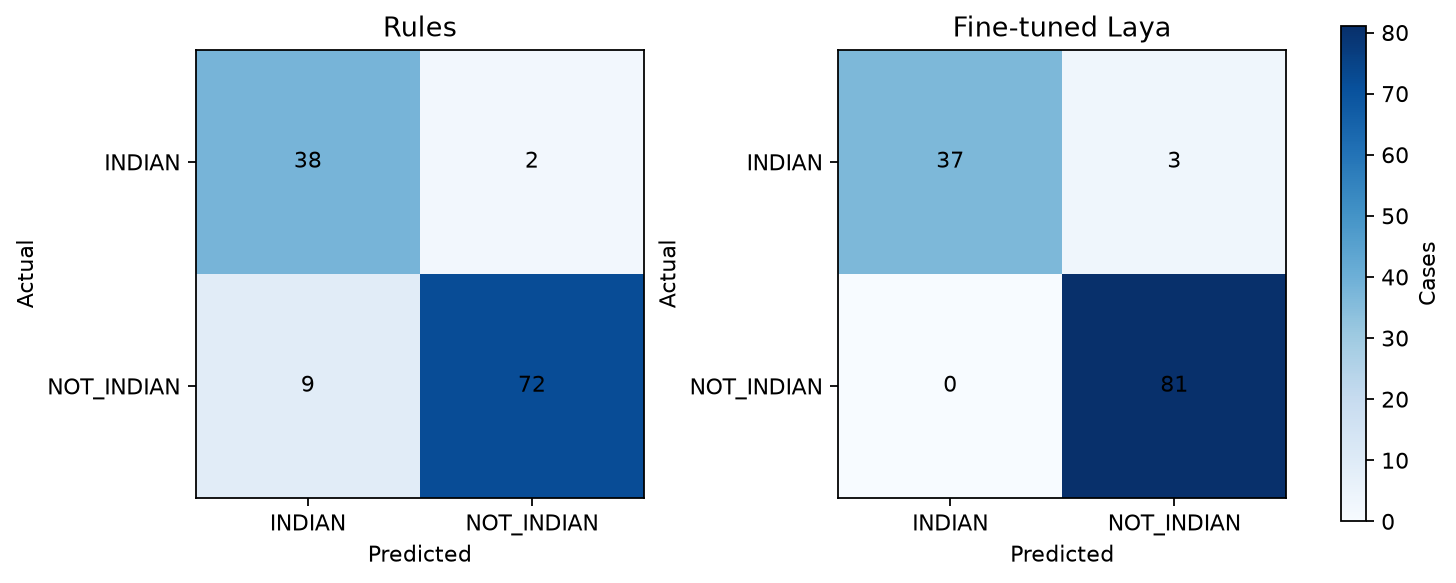 Rules
Actual
INDIAN
38
2
NOT_INDIAN
9
72
INDIAN
NOT_INDIAN
Predicted
Fine-tuned Laya
Actual
INDIAN
37
3
NOT_INDIAN
0
81
INDIAN
NOT_INDIAN
Predicted
80
70
60
50
40
30
20
10
0
Cases